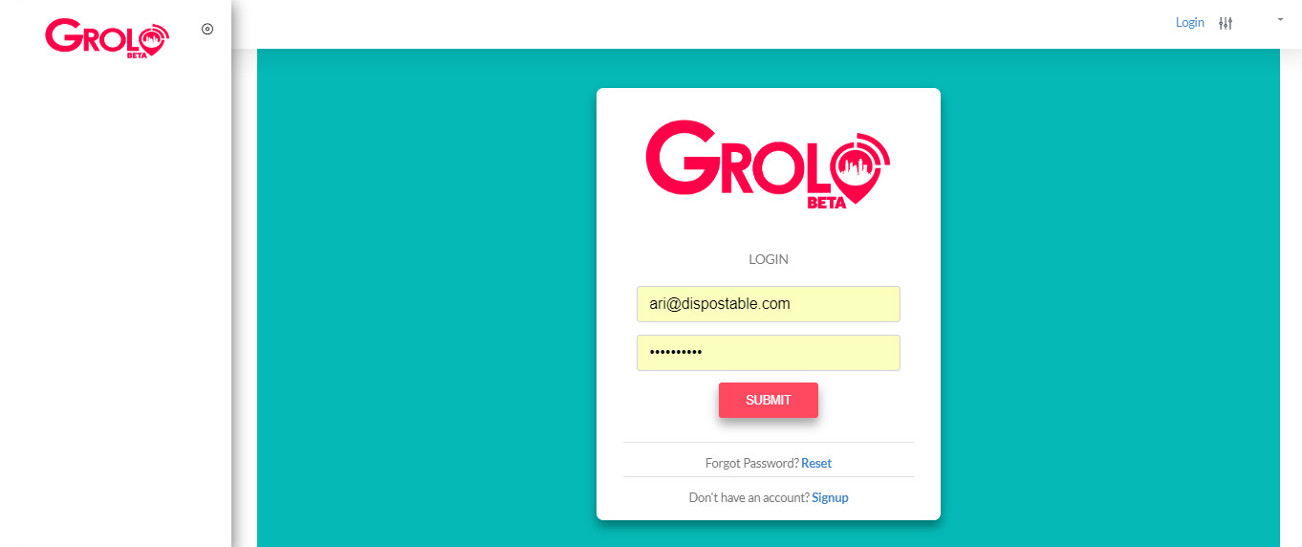 GROLO
BETA
Login
GROLO
BETA
LOGIN
ari@dispostable.com
••••••••••
SUBMIT
Forgot Password? Reset
Don't have an account? Signup